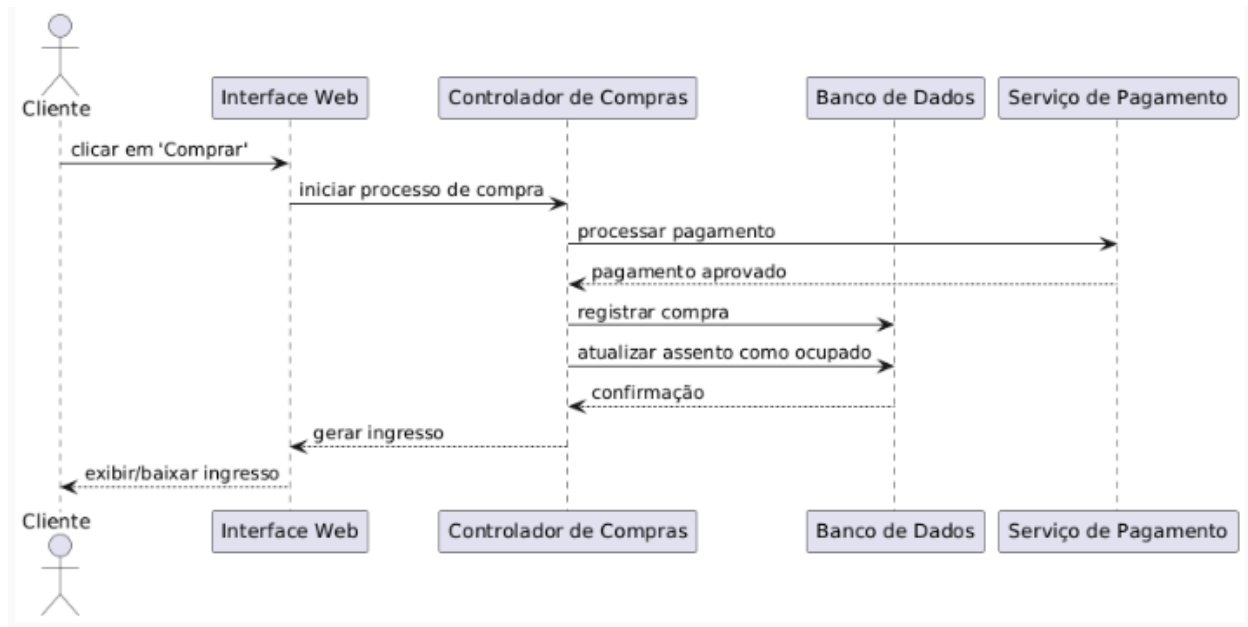 Cliente
Interface Web
Controlador de Compras
Banco de Dados
Serviço de Pagamento
clicar em 'Comprar'
iniciar processo de compra
processar pagamento
pagamento aprovado
registrar compra
atualizar assento como ocupado
confirmação
gerar ingresso
exibir/baixar ingresso
Cliente
Interface Web
Controlador de Compras
Banco de Dados
Serviço de Pagamento